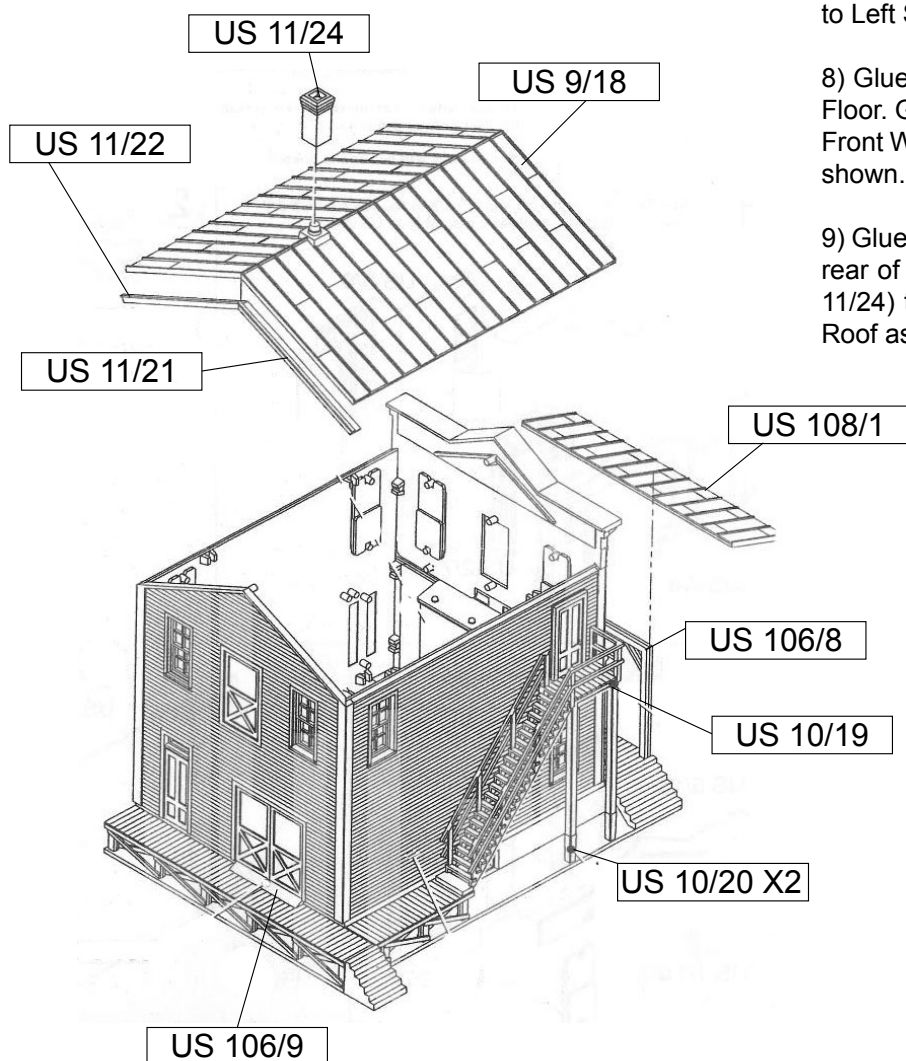 US 11/24
US 9/18
US 11/22
US 11/21
US 108/1
US 106/8
US 10/19
US 10/20 X2
US 106/9
to Left
8) Glue
Floor.
Front
shown.
9) Glue
rear of
11/24)
Roof